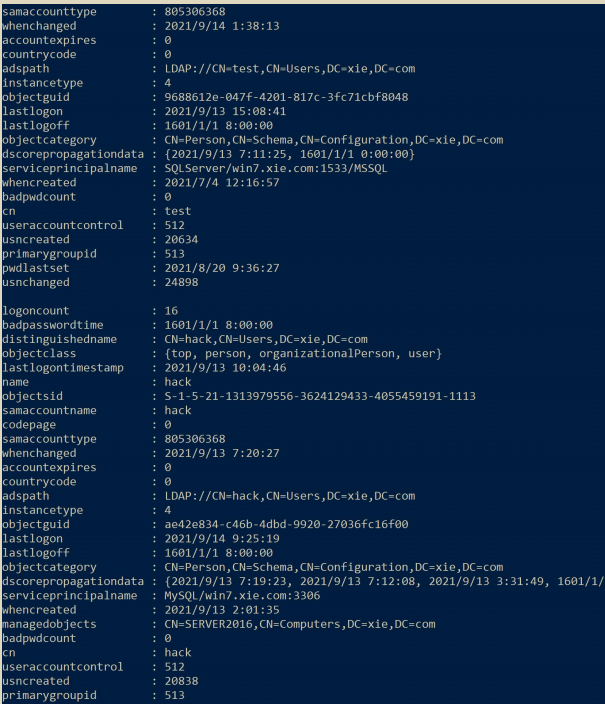 samaccounttype : 805306368
whenchanged : 2021/9/14 1:38:13
accountexpires : 0
countrycode : 0
adspath : LDAP://CN=test,CN=Users,DC=xie,DC=com
instancetype : 4
objectguid : 9688612e-047f-4201-817c-3fc71cbf8048
lastlogon : 2021/9/13 15:08:41
lastlogoff : 1601/1/1 8:00:00
objectcategory : CN=Person,CN=Schema,CN=Configuration,DC=xie,DC=com
dscorepropagationdata : {2021/9/13 7:11:25, 1601/1/1 0:00:00}
serviceprincipalname : SQLServer/win7.xie.com:1533/MSSQL
whencreated : 2021/7/4 12:16:57
badpwdcount : 0
cn : test
useraccountcontrol : 512
usncreated : 20634
primarygroupid : 513
pwdlastset : 2021/8/20 9:36:27
usnchanged : 24898
logoncount : 16
badpasswordtime : 1601/1/1 8:00:00
distinguishedname : CN=hack,CN=Users,DC=xie,DC=com
objectclass : {top, person, organizationalPerson, user}
lastlogontimestamp : 2021/9/13 10:04:46
name : hack
objectsid : S-1-5-21-1313979556-3624129433-4055459191-1113
samaccountname : hack
codepage : 0
samaccounttype : 805306368
whenchanged : 2021/9/13 7:20:27
accountexpires : 0
countrycode : 0
adspath : LDAP://CN=hack,CN=Users,DC=xie,DC=com
instancetype : 4
objectguid : ae42e834-c46b-4dbd-9920-27036fc16f00
lastlogon : 2021/9/14 9:25:19
lastlogoff : 1601/1/1 8:00:00
objectcategory : CN=Person,CN=Schema,CN=Configuration,DC=xie,DC=com
dscorepropagationdata : {2021/9/13 7:19:23, 2021/9/13 7:12:08, 2021/9/13 3:31:49, 1601/1/
serviceprincipalname : MySQL/win7.xie.com:3306
whencreated : 2021/9/13 2:01:35
managedobjects : CN=SERVER2016,CN=Computers,DC=xie,DC=com
badpwdcount : 0
cn : hack
useraccountcontrol : 512
usncreated : 20838
primarygroupid : 513